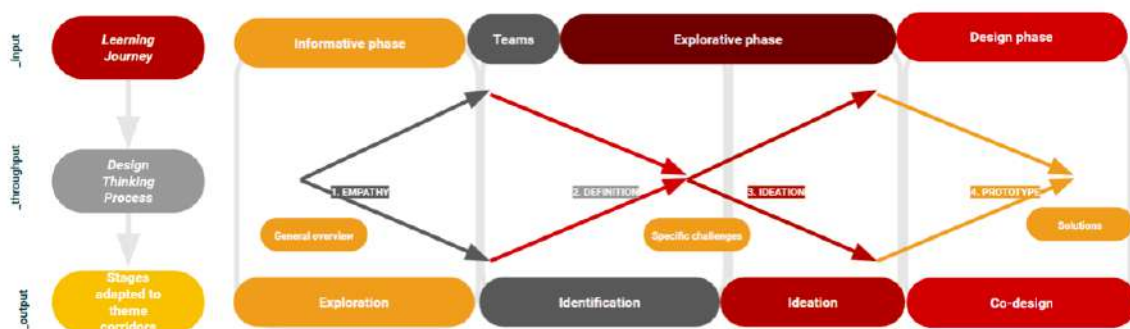 _input
Learning
Journey
Informative phase
Teams
Explorative phase
Design phase
_throughput
Design
Thinking
Process
1. EMPATHY
2. DEFINITION
3. IDEATION
4. PROTOTYPE
General overview
Specific challenges
Solutions
_output
Stages
adapted to
theme
corridors
Exploration
Identification
Ideation
Co-design